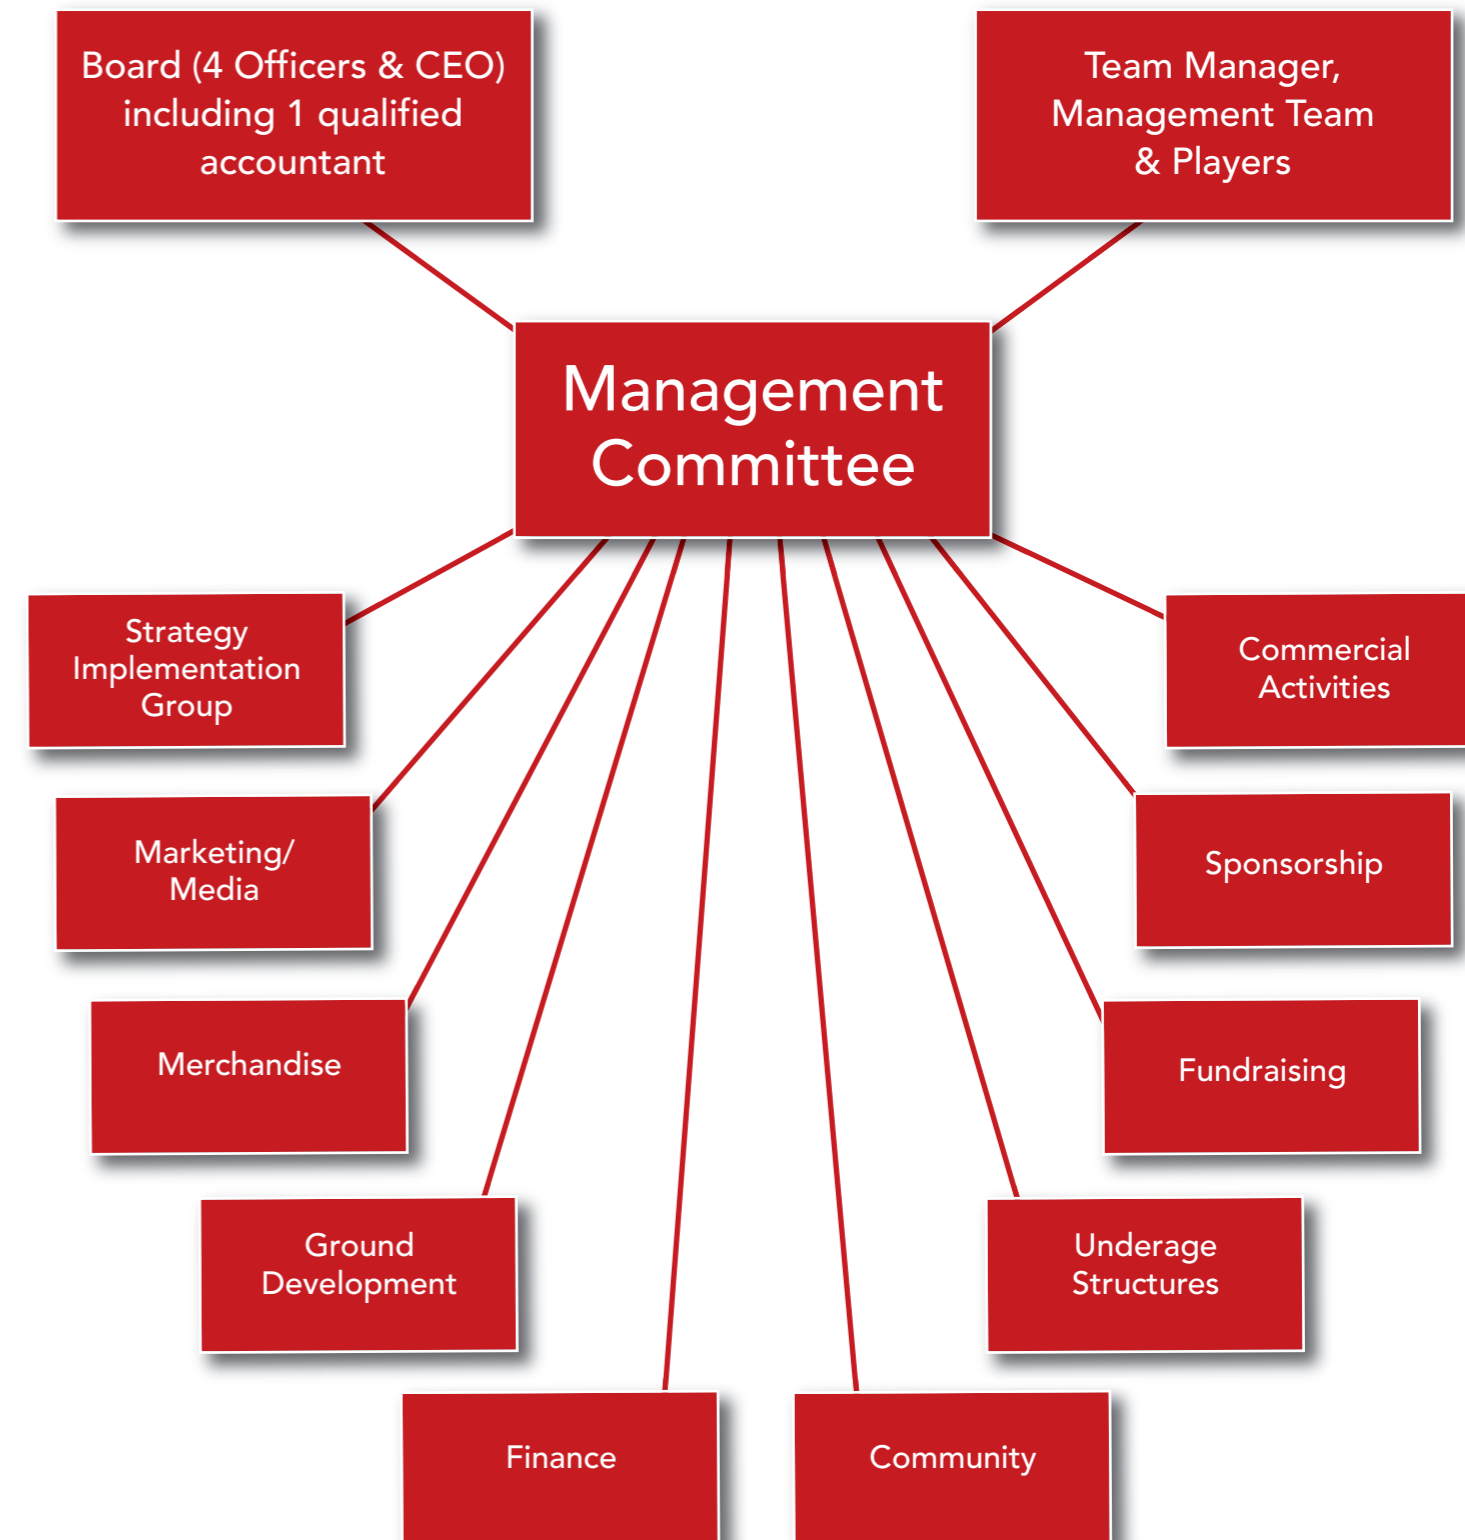 Board (4 Officers & CEO)
including 1 qualified
accountant
Team Manager,
Management Team
& Players
Management
Committee
Strategy
Implementation
Group
Commercial
Activities
Marketing/
Media
Sponsorship
Merchandise
Fundraising
Ground
Development
Underage
Structures
Finance
Community